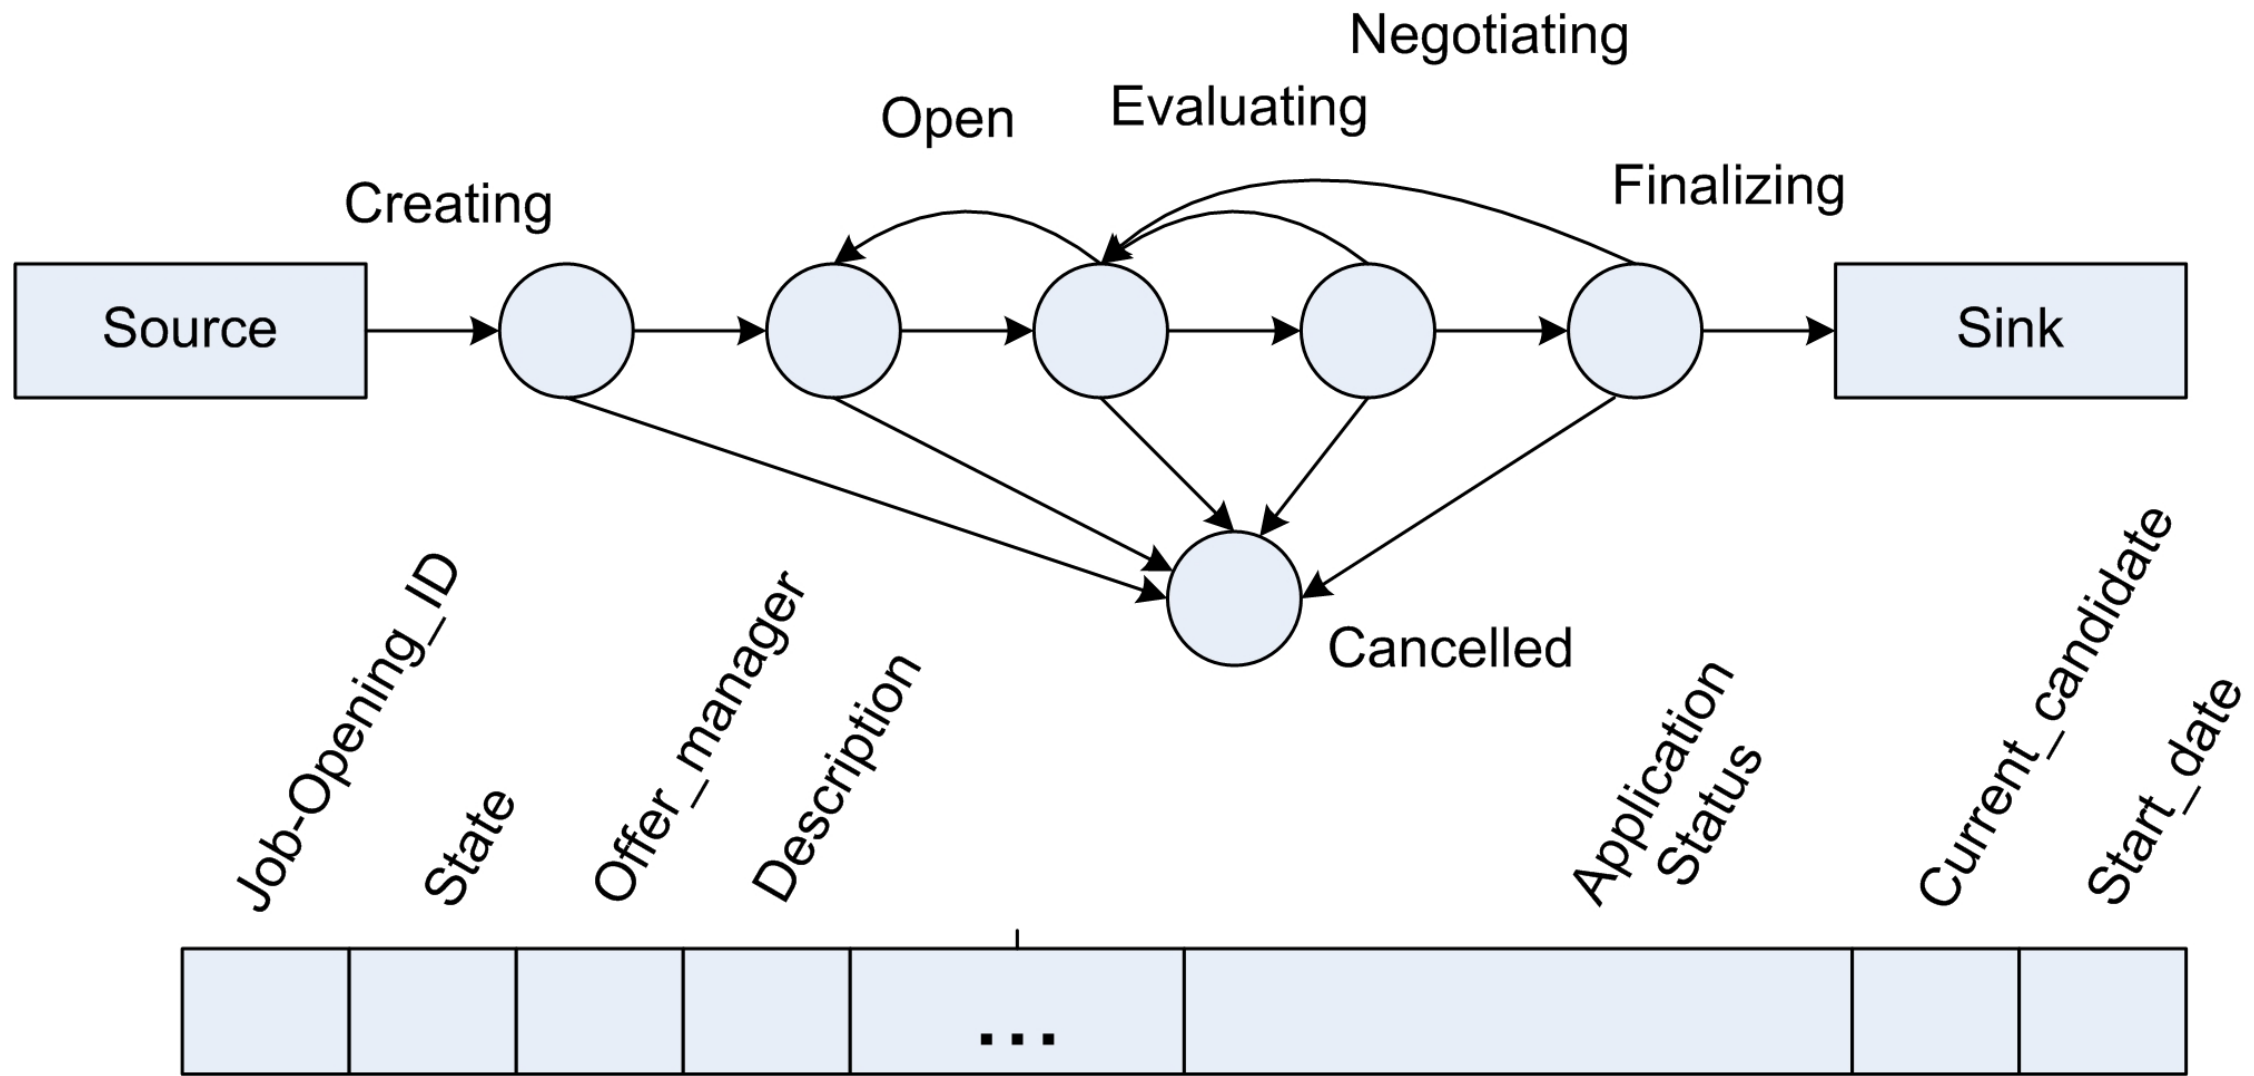 Negotiating
Evaluating
Open
Finalizing
Creating
Source
Sink
Cancelled
Job-Opening_ID
State
Offer_manager
Description
Application
Status
Current_candidate
Start_date
...